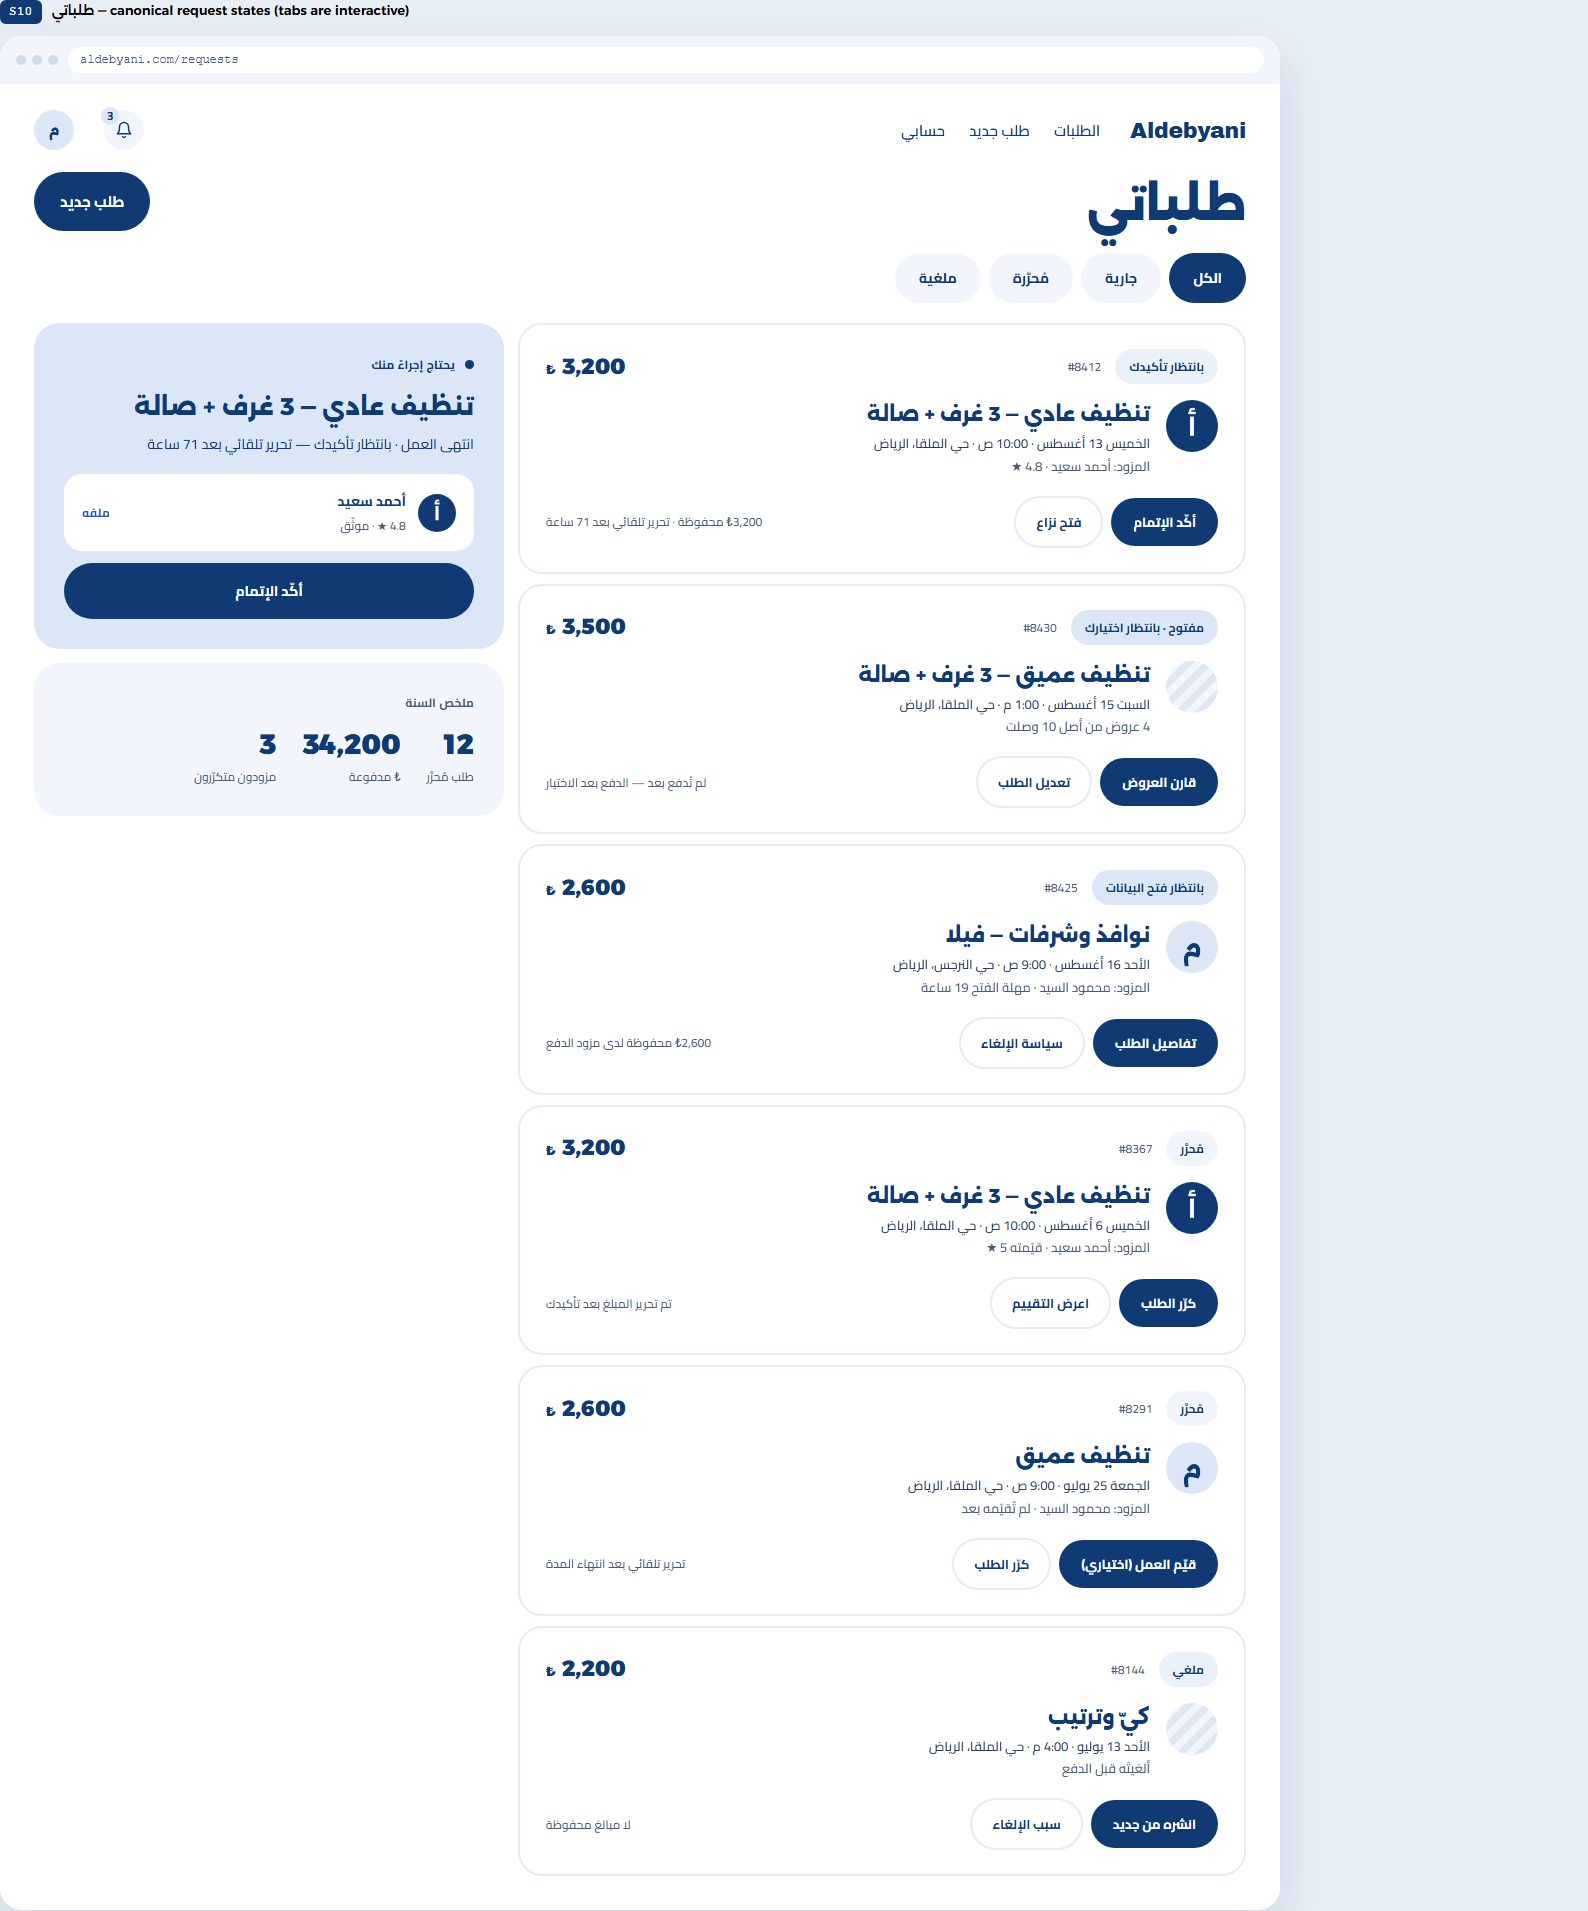 S10 طلباتي — canonical request states (tabs are interactive)
aldebyani.com/requests
Aldebyani الطلبات طلب جديد حسابي 3 م
طلباتي
طلب جديد
الكل جارية مُحرَّرة ملغية
بانتظار تأكيدك #8412 3,200 ₺
أ
تنظيف عادي – 3 غرف + صالة
الخميس 13 أغسطس · 10:00 ص · حي الملقا، الرياض
المزود: أحمد سعيد · 4.8 ★
أكّد الإتمام فتح نزاع ₺3,200 محفوظة · تحرير تلقائي بعد 71 ساعة
مفتوح · بانتظار اختيارك #8430 3,500 ₺
تنظيف عميق – 3 غرف + صالة
السبت 15 أغسطس · 1:00 م · حي الملقا، الرياض
4 عروض من أصل 10 وصلت
قارن العروض تعديل الطلب لم تُدفع بعد — الدفع بعد الاختيار
بانتظار فتح البيانات #8425 2,600 ₺
م
نوافذ وشرفات – فيلا
الأحد 16 أغسطس · 9:00 ص · حي النرجس، الرياض
المزود: محمود السيد · مهلة الفتح 19 ساعة
تفاصيل الطلب سياسة الإلغاء ₺2,600 محفوظة لدى مزود الدفع
مُحرَّر #8367 3,200 ₺
أ
تنظيف عادي – 3 غرف + صالة
الخميس 6 أغسطس · 10:00 ص · حي الملقا، الرياض
المزود: أحمد سعيد · قيّمته 5 ★
كرّر الطلب اعرض التقييم تم تحرير المبلغ بعد تأكيدك
مُحرَّر #8291 2,600 ₺
م
تنظيف عميق
الجمعة 25 يوليو · 9:00 ص · حي الملقا، الرياض
المزود: محمود السيد · لم تُقيّمه بعد
قيّم العمل (اختياري) كرّر الطلب تحرير تلقائي بعد انتهاء المدة
ملغي #8144 2,200 ₺
كيّ وترتيب
الأحد 13 يوليو · 4:00 م · حي الملقا، الرياض
ألغيتَه قبل الدفع
انشره من جديد سبب الإلغاء لا مبالغ محفوظة
يحتاج إجراءً منك
تنظيف عادي – 3 غرف + صالة
انتهى العمل · بانتظار تأكيدك — تحرير تلقائي بعد 71 ساعة
أ
أحمد سعيد
4.8 ★ · موثّق
ملفه
أكّد الإتمام
ملخص السنة
12 34,200 3
طلب مُحرَّر ₺ مدفوعة مزودون متكرّرون